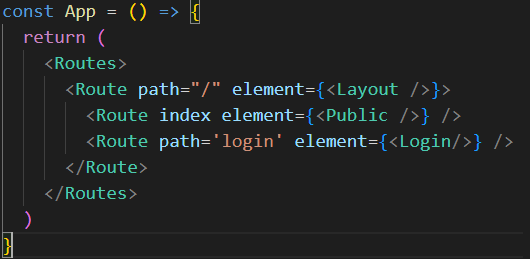 const App = () => {
  return (
    <Routes>
      <Route path="/" element={<Layout />}>
        <Route index element={<Public />} />
        <Route path='login' element={<Login/>} />
      </Route>
    </Routes>
  )
}